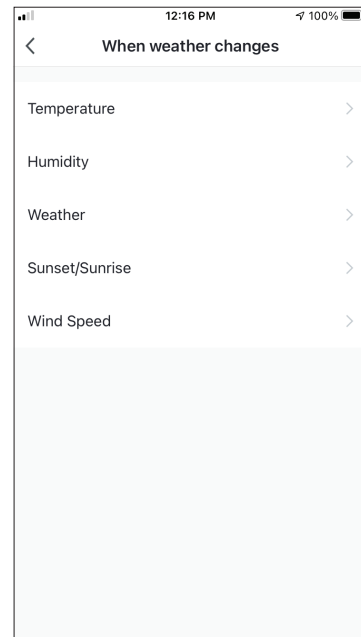 12:16 PM 100%
When weather changes
Temperature
Humidity
Weather
Sunset/Sunrise
Wind Speed